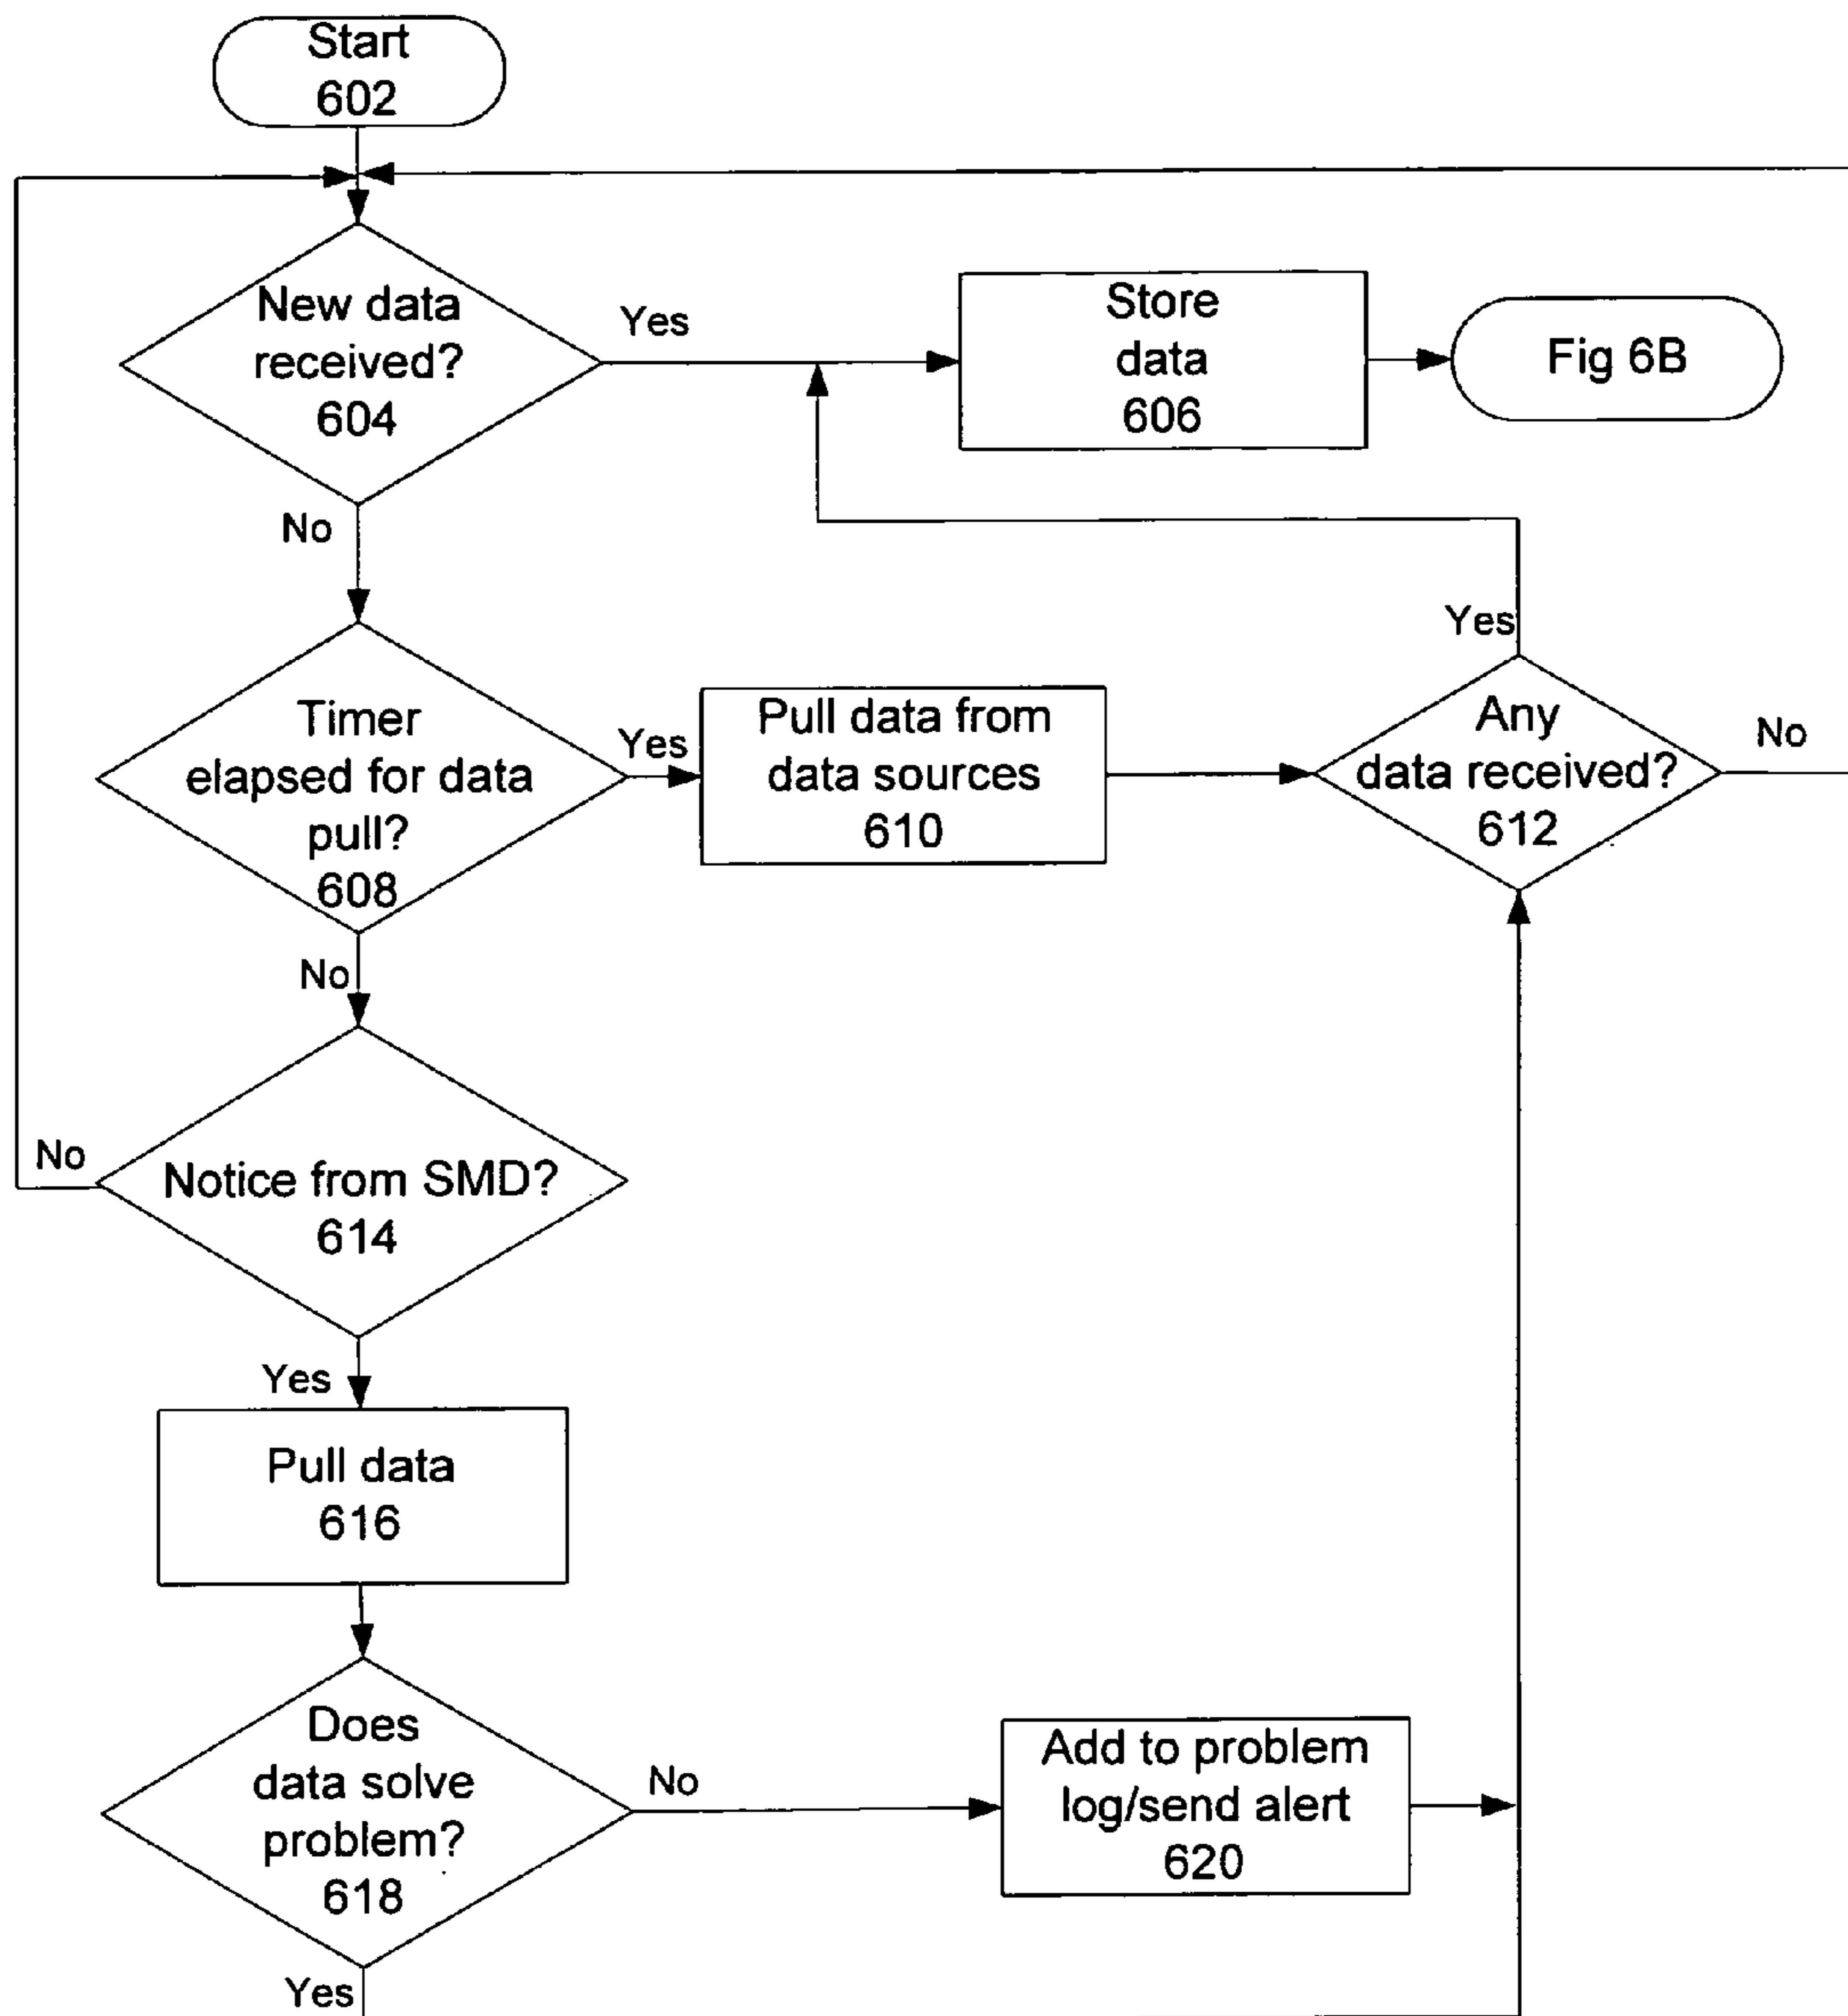 Start
602
New data
received?
604
Yes
Store
data
606
Fig 6B
No
Timer
elapsed for data
pull?
608
Yes
Pull data from
data sources
610
Any
data received?
612
Yes
No
No
Notice from SMD?
614
No
Yes
Pull data
616
Does
data solve
problem?
618
No
Add to problem
log/send alert
620
Yes